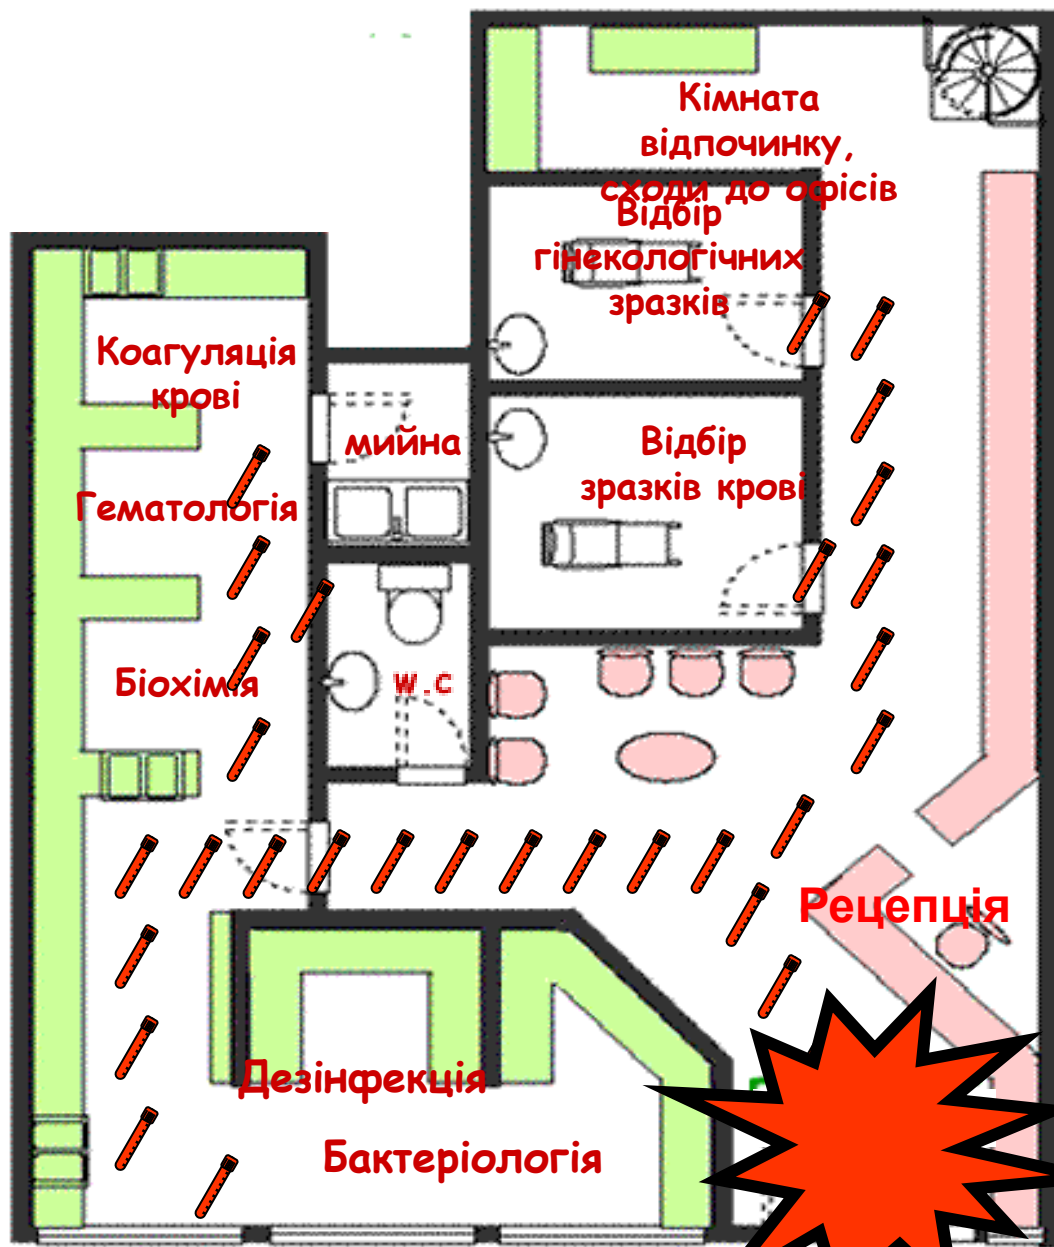 Кімната
відпочинку,
сходи до офісів
Відбір
гінекологічних
зразків
Коагуляція
крові
мийна
Відбір
зразків крові
Гематологія
Біохімія
w.c
Рецепція
Дезінфекція
Бактеріологія